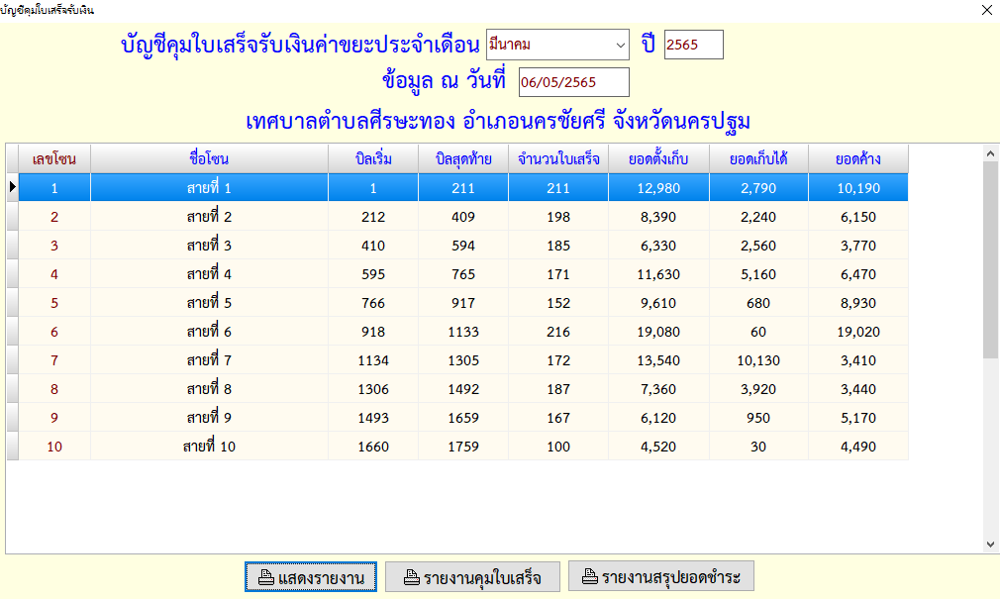 บัญชีคุมใบเสร็จรับเงิน
บัญชีคุมใบเสร็จรับเงินค่าขยะประจำเดือน มีนาคม ปี 2565
ข้อมูล ณ วันที่ 06/05/2565
เทศบาลตำบลศีรษะทอง อำเภอนครชัยศรี จังหวัดนครปฐม
เลขโซน ชื่อโซน บิลเริ่ม บิลสุดท้าย จำนวนใบเสร็จ ยอดตั้งเก็บ ยอดเก็บได้ ยอดค้าง
1 สายที่ 1 1 211 211 12,980 2,790 10,190
2 สายที่ 2 212 409 198 8,390 2,240 6,150
3 สายที่ 3 410 594 185 6,330 2,560 3,770
4 สายที่ 4 595 765 171 11,630 5,160 6,470
5 สายที่ 5 766 917 152 9,610 680 8,930
6 สายที่ 6 918 1133 216 19,080 60 19,020
7 สายที่ 7 1134 1305 172 13,540 10,130 3,410
8 สายที่ 8 1306 1492 187 7,360 3,920 3,440
9 สายที่ 9 1493 1659 167 6,120 950 5,170
10 สายที่ 10 1660 1759 100 4,520 30 4,490
แสดงรายงาน รายงานคุมใบเสร็จ รายงานสรุปยอดชำระ